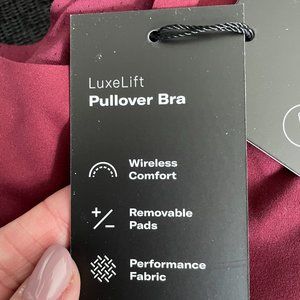 LuxeLift
Pullover Bra
Wireless
Comfort
Removable
Pads
Performance
Fabric